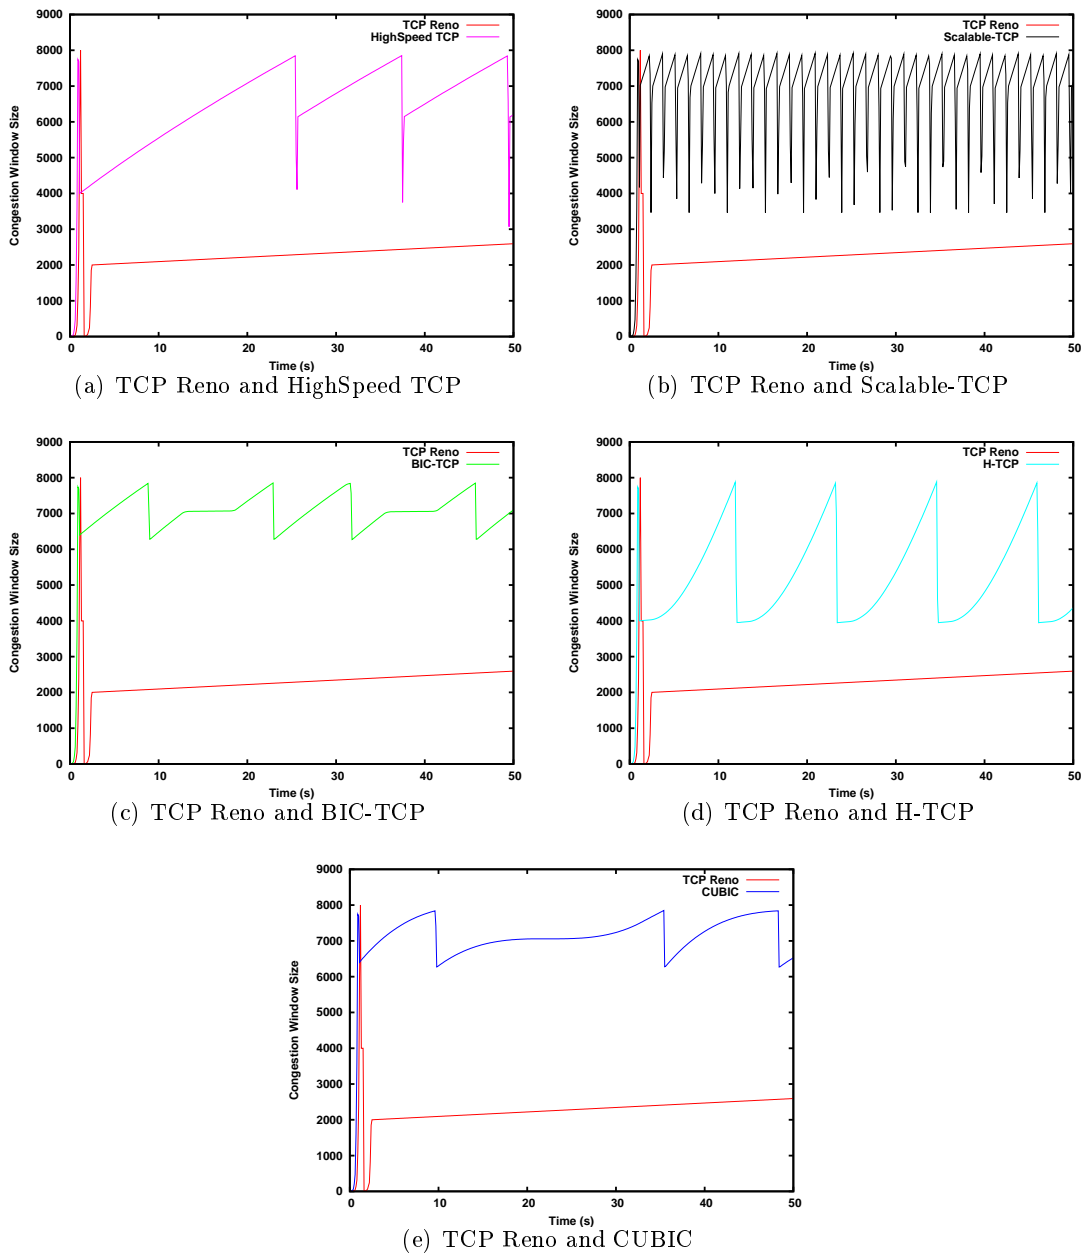 9000
8000
7000
6000
5000
4000
3000
2000
1000
0
0 10 20 30 40 50
Congestion Window Size
Time (s)
TCP Reno
HighSpeed TCP
(a) TCP Reno and HighSpeed TCP
9000
8000
7000
6000
5000
4000
3000
2000
1000
0
0 10 20 30 40 50
Congestion Window Size
Time (s)
TCP Reno
Scalable-TCP
(b) TCP Reno and Scalable-TCP
9000
8000
7000
6000
5000
4000
3000
2000
1000
0
0 10 20 30 40 50
Congestion Window Size
Time (s)
TCP Reno
BIC-TCP
(c) TCP Reno and BIC-TCP
9000
8000
7000
6000
5000
4000
3000
2000
1000
0
0 10 20 30 40 50
Congestion Window Size
Time (s)
TCP Reno
H-TCP
(d) TCP Reno and H-TCP
9000
8000
7000
6000
5000
4000
3000
2000
1000
0
0 10 20 30 40 50
Congestion Window Size
Time (s)
TCP Reno
CUBIC
(e) TCP Reno and CUBIC